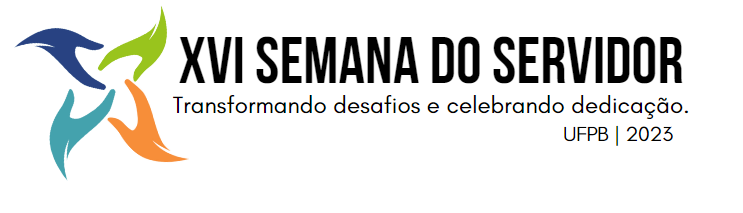 XVI SEMANA DO SERVIDOR
Transformando desafios e celebrando dedicação.
UFPB | 2023